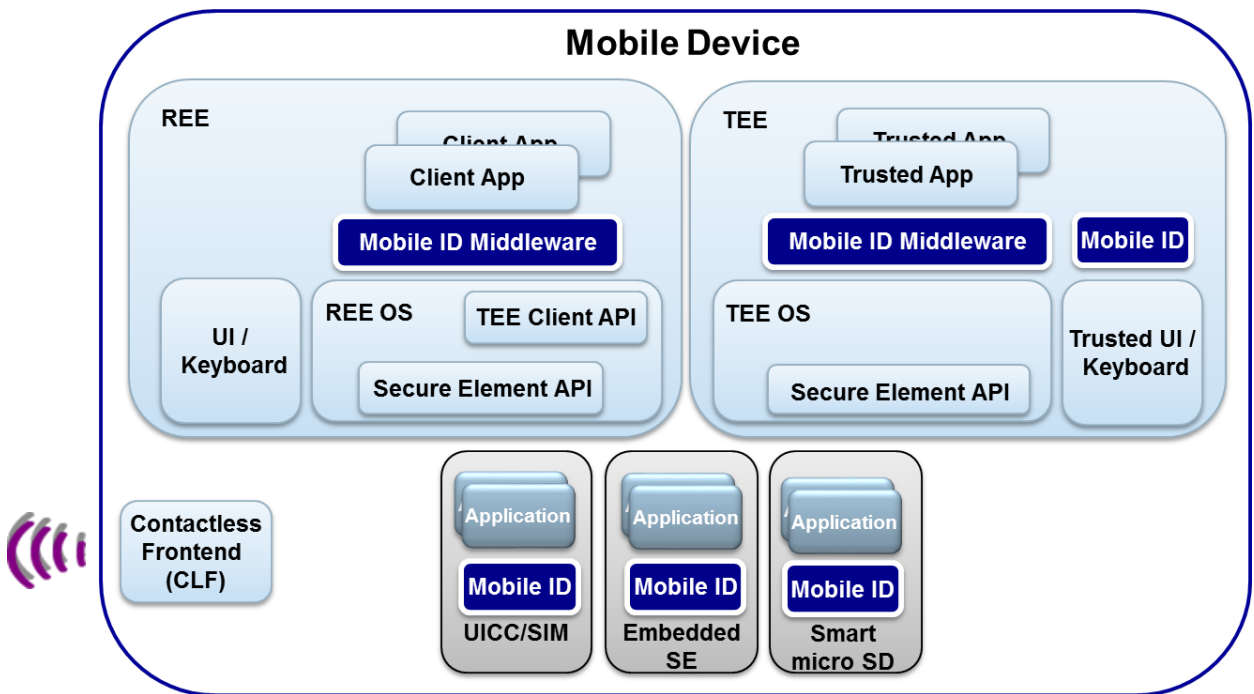 Mobile Device
REE
Client App
Client App
Mobile ID Middleware
UI /
Keyboard
REE OS
TEE Client API
Secure Element API
TEE
Trusted App
Trusted App
Mobile ID Middleware
Mobile ID
TEE OS
Secure Element API
Trusted UI /
Keyboard
Contactless
Frontend
(CLF)
Application
Mobile ID
UICC/SIM
Application
Mobile ID
Embedded
SE
Application
Mobile ID
Smart
micro SD